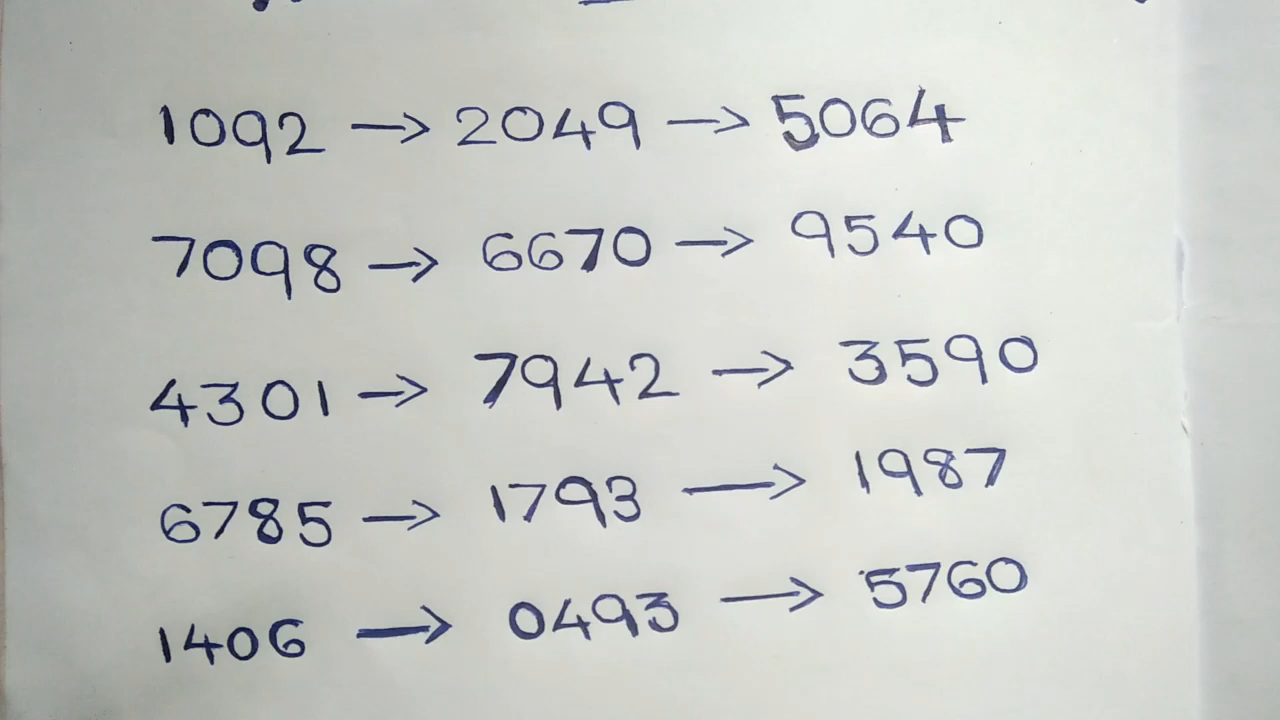 1092 → 2049 → 5064
7098 → 6670 → 9540
4301 → 7942 → 3590
6785 → 1793 → 1987
1406 → 0493 → 5760